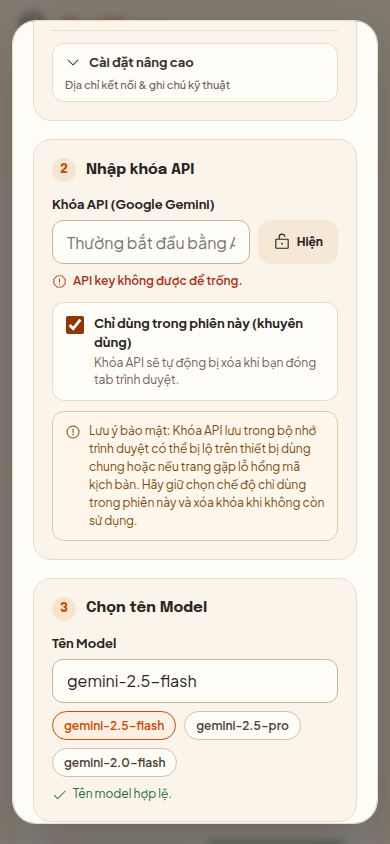 Cài đặt nâng cao
Địa chỉ kết nối & ghi chú kỹ thuật
2 Nhập khóa API
Khóa API (Google Gemini)
Thường bắt đầu bằng A
Hiện
API key không được để trống.
Chỉ dùng trong phiên này (khuyên
dùng)
Khóa API sẽ tự động bị xóa khi bạn đóng
tab trình duyệt.
Lưu ý bảo mật: Khóa API lưu trong bộ nhớ
trình duyệt có thể bị lộ trên thiết bị dùng
chung hoặc nếu trang gặp lỗ hổng mã
kịch bản. Hãy giữ chọn chế độ chỉ dùng
trong phiên này và xóa khóa khi không còn
sử dụng.
3 Chọn tên Model
Tên Model
gemini-2.5-flash
gemini-2.5-flash gemini-2.5-pro
gemini-2.0-flash
Tên model hợp lệ.